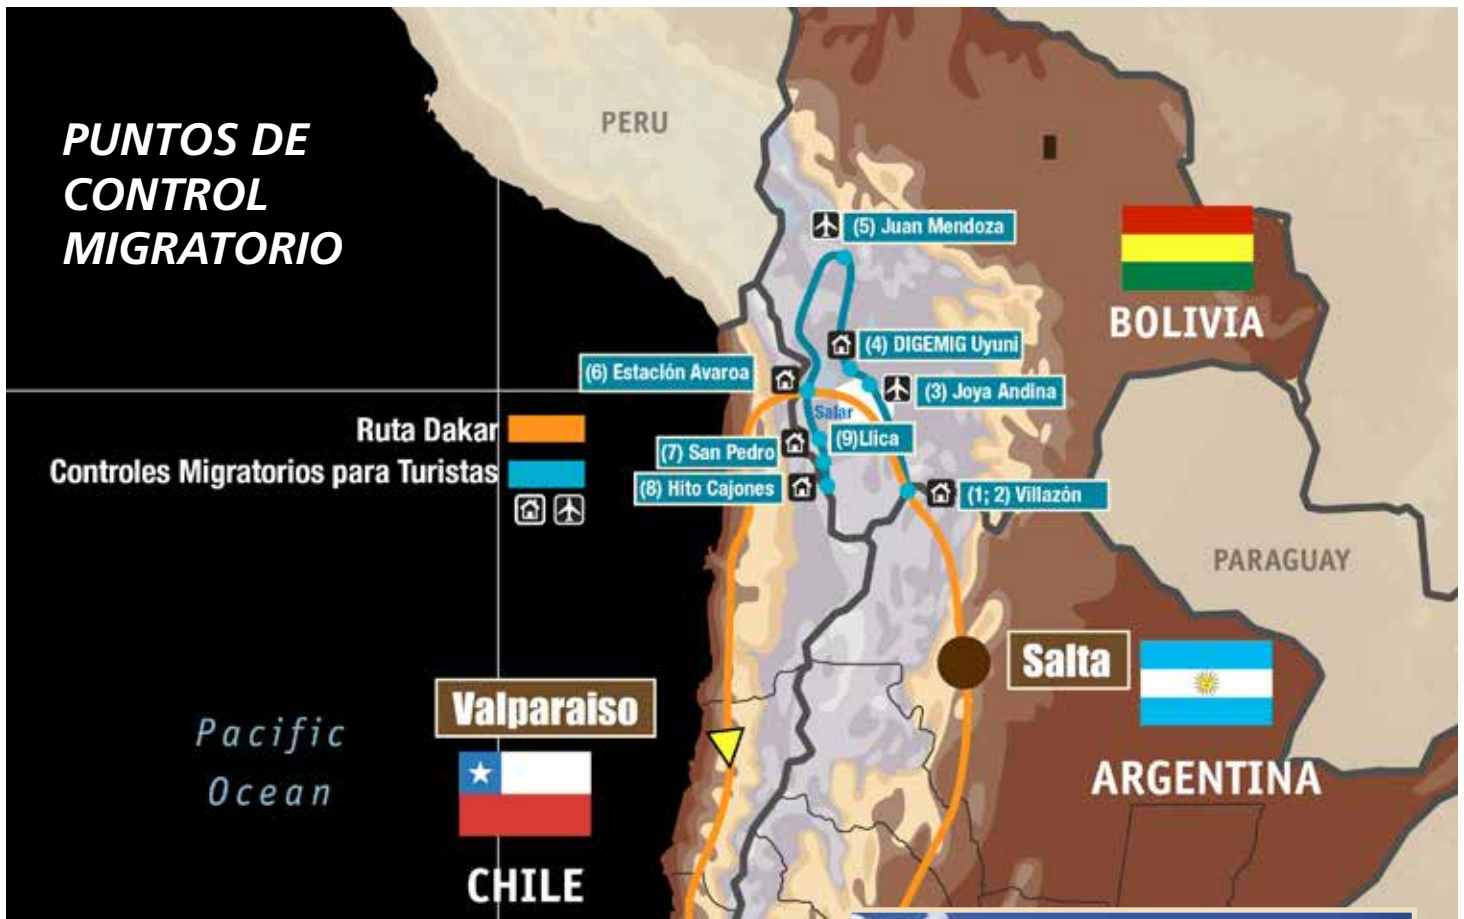 PUNTOS DE
CONTROL
MIGRATORIO
PERU
(5) Juan Mendoza
BOLIVIA
(4) DIGEMIG Uyuni
(6) Estación Avaroa
(3) Joya Andina
Salar
Ruta Dakar
(9)Llica
(7) San Pedro
Controles Migratorios para Turistas
(8) Hito Cajones
(1; 2) Villazón
PARAGUAY
Salta
Valparaiso
Pacific
Ocean
ARGENTINA
CHILE